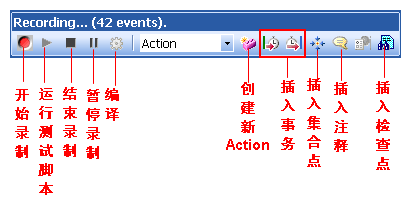 Recording... (42 events).
Action
开始录制
运行测试脚本
结束录制
暂停录制
编译
创建新Action
插入事务
插入集合点
插入注释
插入检查点